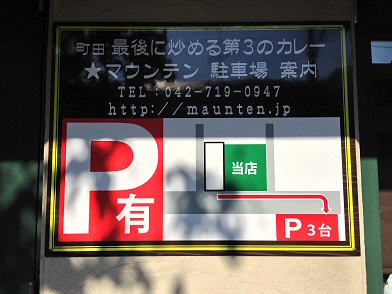 町田 最後に炒める第3のカレー
★マウンテン 駐車場 案内
TEL:042-719-0947
http://maunten.jp
P有
当店
P 3台